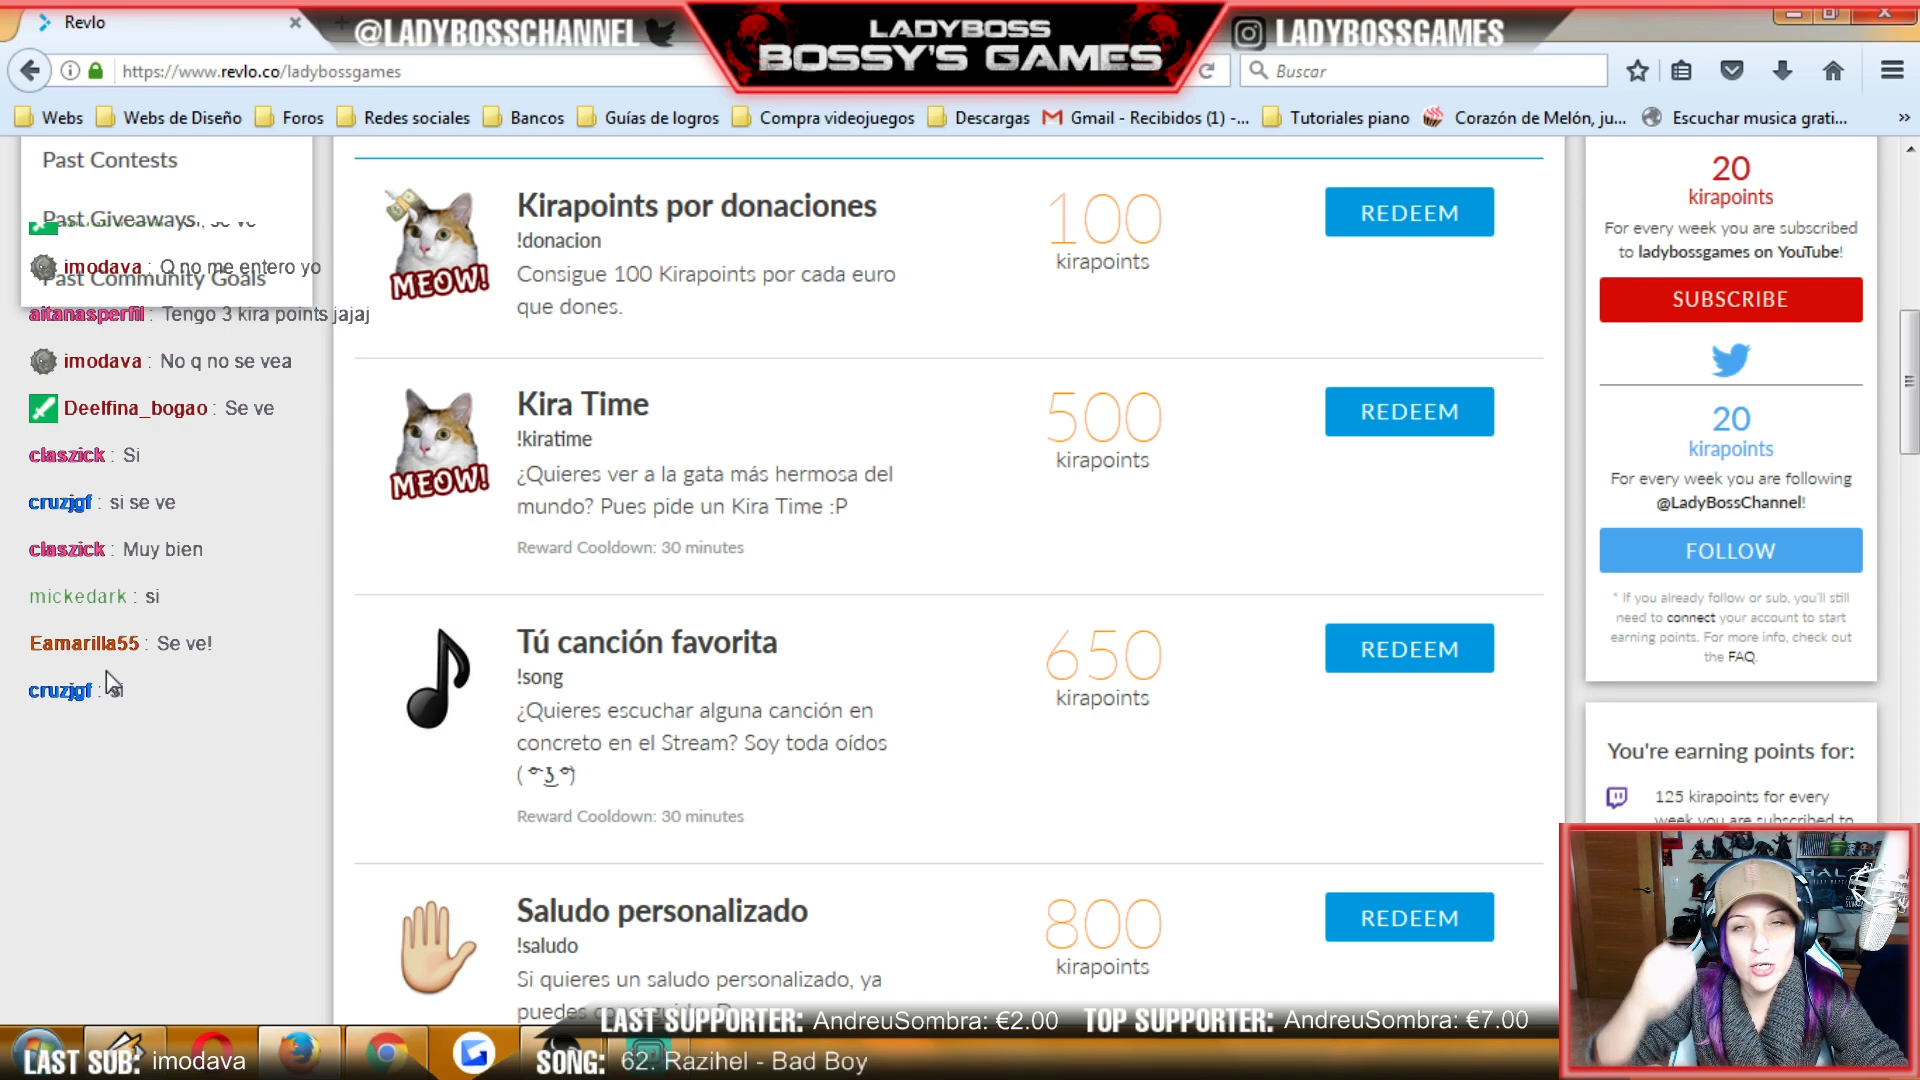 Revlo
@LADYBOSSCHANNEL
LADYBOSS
BOSSY'S GAMES
LADYBOSSGAMES
https://www.revlo.co/ladybossgames
Buscar
Webs
Webs de Diseño
Foros
Redes sociales
Bancos
Guías de logros
Compra videojuegos
Descargas
Gmail - Recibidos (1) -...
Tutoriales piano
Corazón de Melón, ju...
Escuchar musica grati...
Past Contests
Past Giveaways
Past Community Goals
imodava : Q no me entero yo
aitanasperfil : Tengo 3 kira points jajaj
imodava : No q no se vea
Deelfina_bogao : Se ve
claszick : Si
cruzjgf : si se ve
claszick : Muy bien
mickedark : si
Eamarilla55 : Se ve!
cruzjgf : si
MEOW!
Kirapoints por donaciones
!donacion
Consigue 100 Kirapoints por cada euro
que dones.
100
kirapoints
REDEEM
MEOW!
Kira Time
!kiratime
¿Quieres ver a la gata más hermosa del
mundo? Pues pide un Kira Time :P
Reward Cooldown: 30 minutes
500
kirapoints
REDEEM
Tú canción favorita
!song
¿Quieres escuchar alguna canción en
concreto en el Stream? Soy toda oídos
( ͡° ͜ʖ ͡°)
Reward Cooldown: 30 minutes
650
kirapoints
REDEEM
Saludo personalizado
!saludo
Si quieres un saludo personalizado, ya
puedes
800
kirapoints
REDEEM
20
kirapoints
For every week you are subscribed
to ladybossgames on YouTube!
SUBSCRIBE
20
kirapoints
For every week you are following
@LadyBossChannel!
FOLLOW
* If you already follow or sub, you'll still
need to connect your account to start
earning points. For more info, check out
the FAQ.
You're earning points for:
125 kirapoints for every
week you are subscribed to
LAST SUPPORTER: AndreuSombra: €2.00
TOP SUPPORTER: AndreuSombra: €7.00
LAST SUB: imodava
SONG: 62. Razihel - Bad Boy